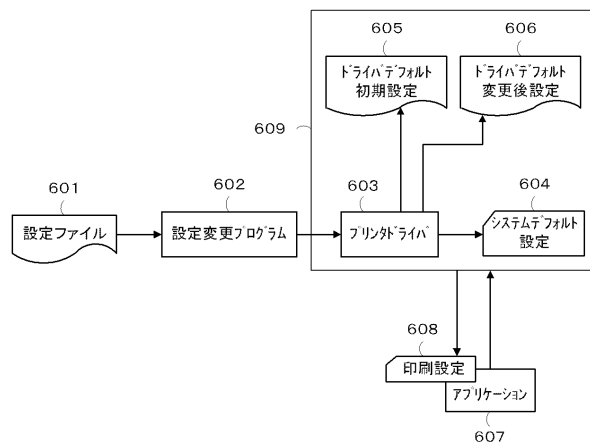 605
606
ドライバデフォルト
初期設定
ドライバデフォルト
変更後設定
609
601
602
603
604
設定ファイル
設定変更プログラム
プリンタドライバ
システムデフォルト
設定
608
印刷設定
アプリケーション
607